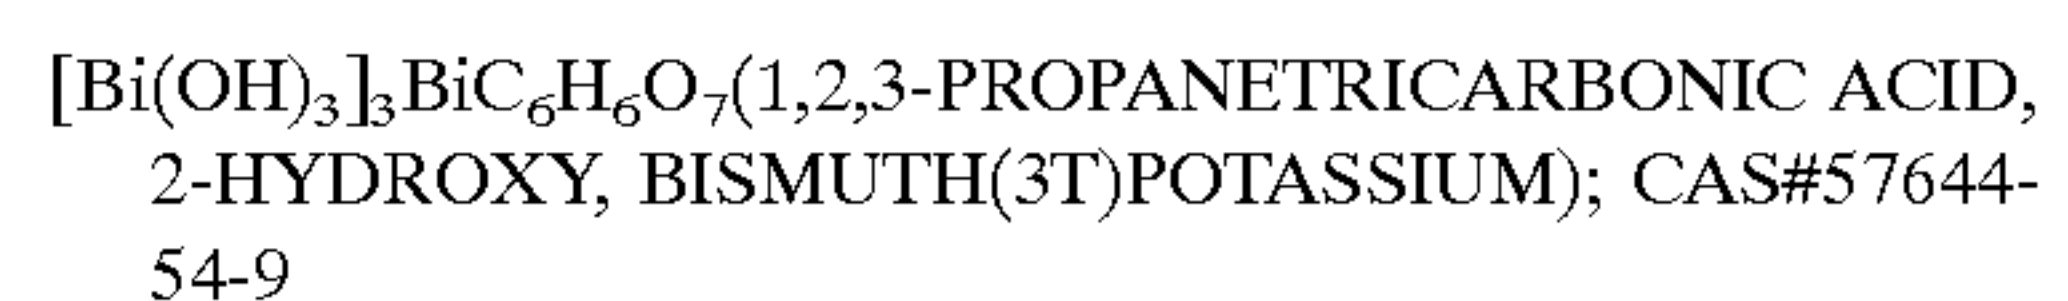 [Bi(OH)₃]₃BiC₆H₆O₇(1,2,3-PROPANETRICARBONIC ACID,
2-HYDROXY, BISMUTH(3T)POTASSIUM); CAS#57644-
54-9